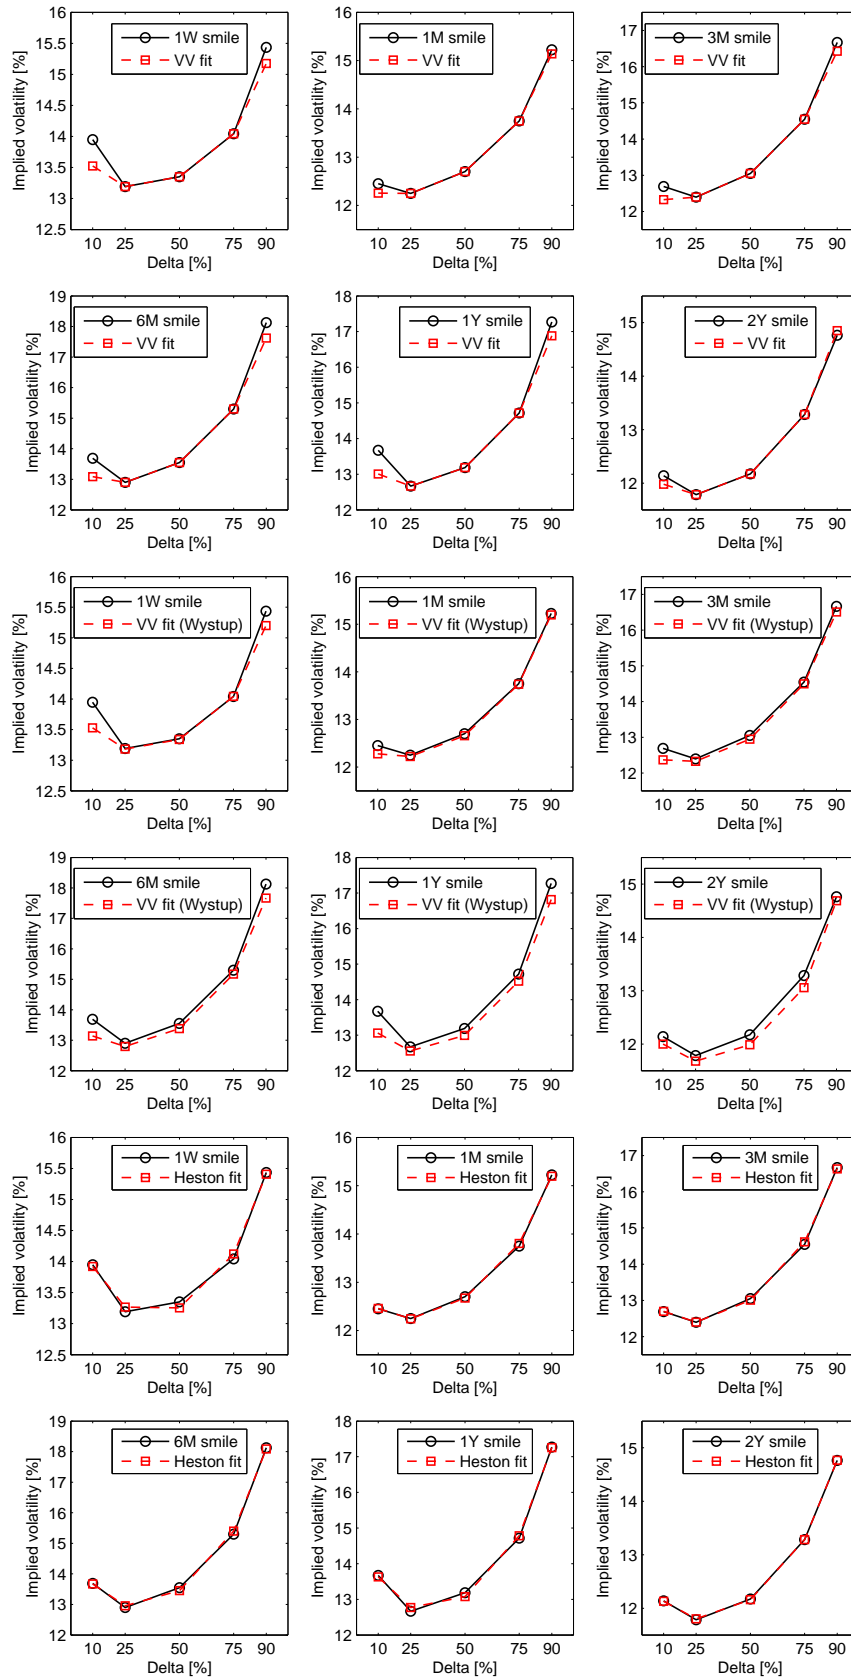 1W smile
VV fit
Implied volatility [%]
16
15.5
15
14.5
14
13.5
13
12.5
10 25 50 75 90
Delta [%]
1M smile
VV fit
Implied volatility [%]
16
15
14
13
12
10 25 50 75 90
Delta [%]
3M smile
VV fit
Implied volatility [%]
17
16
15
14
13
12
10 25 50 75 90
Delta [%]
6M smile
VV fit
Implied volatility [%]
19
18
17
16
15
14
13
12
10 25 50 75 90
Delta [%]
1Y smile
VV fit
Implied volatility [%]
18
17
16
15
14
13
12
10 25 50 75 90
Delta [%]
2Y smile
VV fit
Implied volatility [%]
15
14
13
12
10 25 50 75 90
Delta [%]
1W smile
VV fit (Wystup)
Implied volatility [%]
16
15.5
15
14.5
14
13.5
13
12.5
10 25 50 75 90
Delta [%]
1M smile
VV fit (Wystup)
Implied volatility [%]
16
15
14
13
12
10 25 50 75 90
Delta [%]
3M smile
VV fit (Wystup)
Implied volatility [%]
17
16
15
14
13
12
10 25 50 75 90
Delta [%]
6M smile
VV fit (Wystup)
Implied volatility [%]
19
18
17
16
15
14
13
12
10 25 50 75 90
Delta [%]
1Y smile
VV fit (Wystup)
Implied volatility [%]
18
17
16
15
14
13
12
10 25 50 75 90
Delta [%]
2Y smile
VV fit (Wystup)
Implied volatility [%]
15
14
13
12
10 25 50 75 90
Delta [%]
1W smile
Heston fit
Implied volatility [%]
16
15.5
15
14.5
14
13.5
13
12.5
10 25 50 75 90
Delta [%]
1M smile
Heston fit
Implied volatility [%]
16
15
14
13
12
10 25 50 75 90
Delta [%]
3M smile
Heston fit
Implied volatility [%]
17
16
15
14
13
12
10 25 50 75 90
Delta [%]
6M smile
Heston fit
Implied volatility [%]
19
18
17
16
15
14
13
12
10 25 50 75 90
Delta [%]
1Y smile
Heston fit
Implied volatility [%]
18
17
16
15
14
13
12
10 25 50 75 90
Delta [%]
2Y smile
Heston fit
Implied volatility [%]
15
14
13
12
10 25 50 75 90
Delta [%]